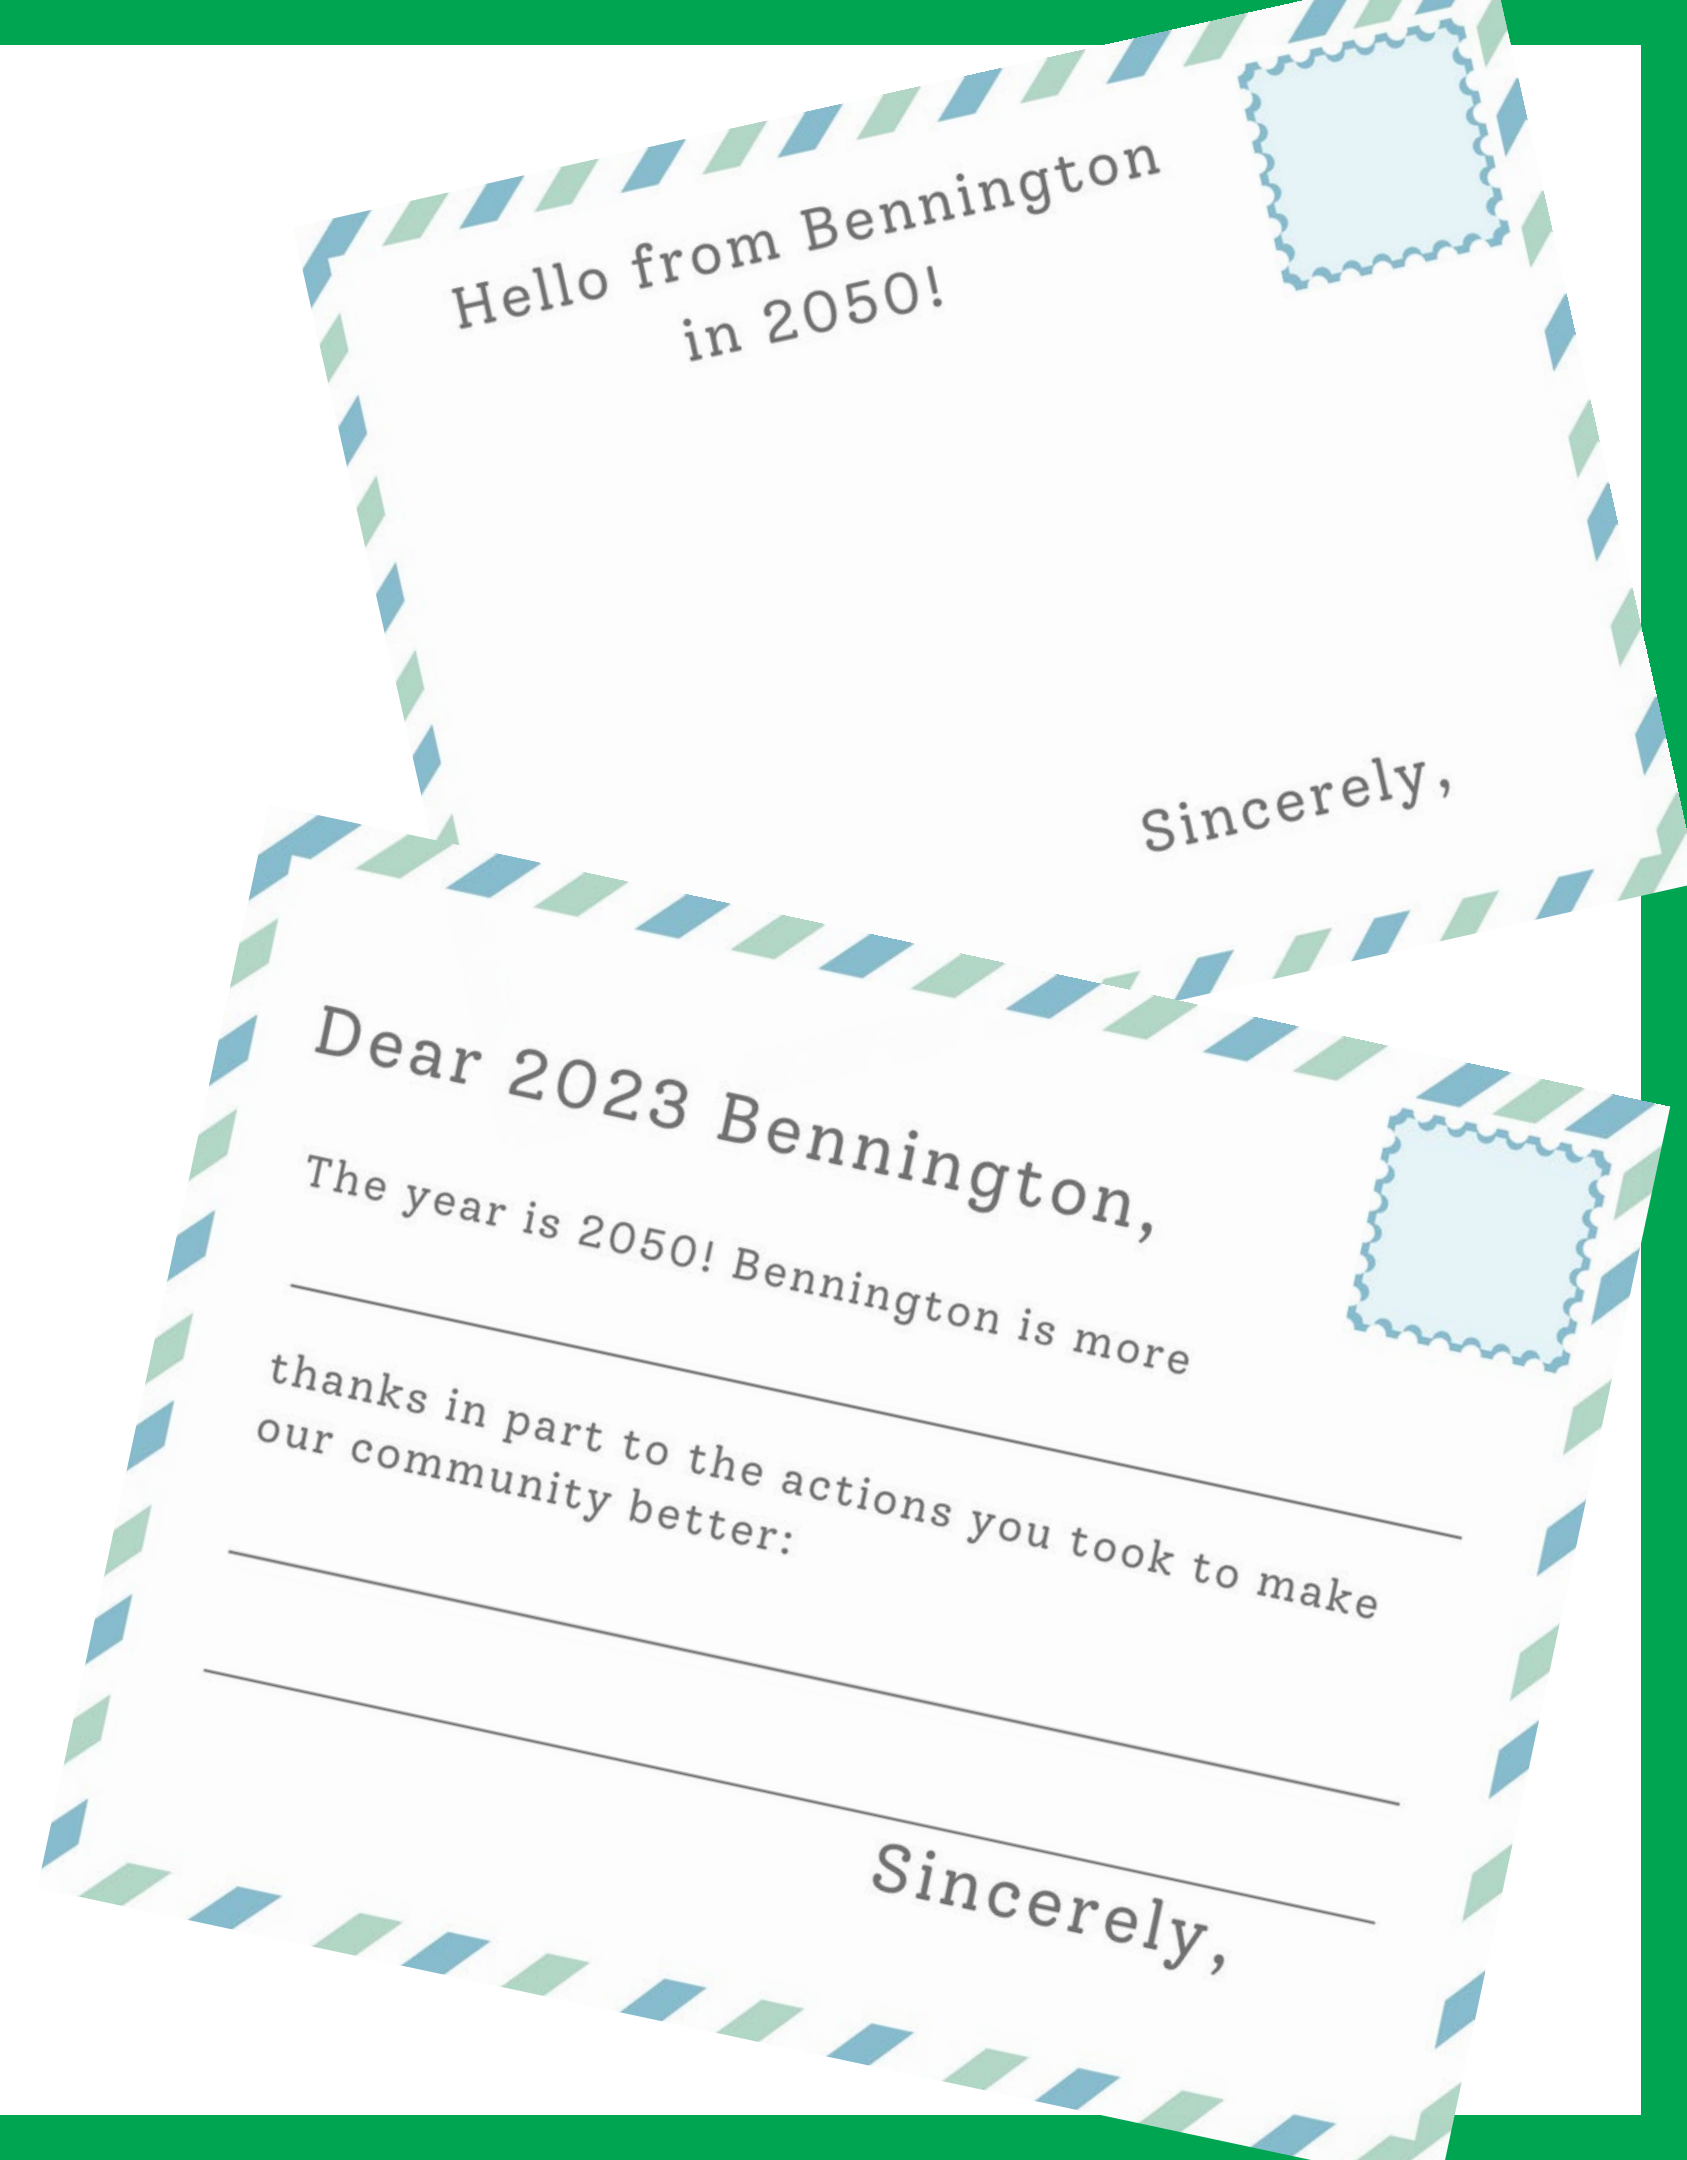 Hello from Bennington
in 2050!
Sincerely,
Dear 2023 Bennington,
The year is 2050! Bennington is more
thanks in part to the actions you took to make
our community better:
Sincerely,